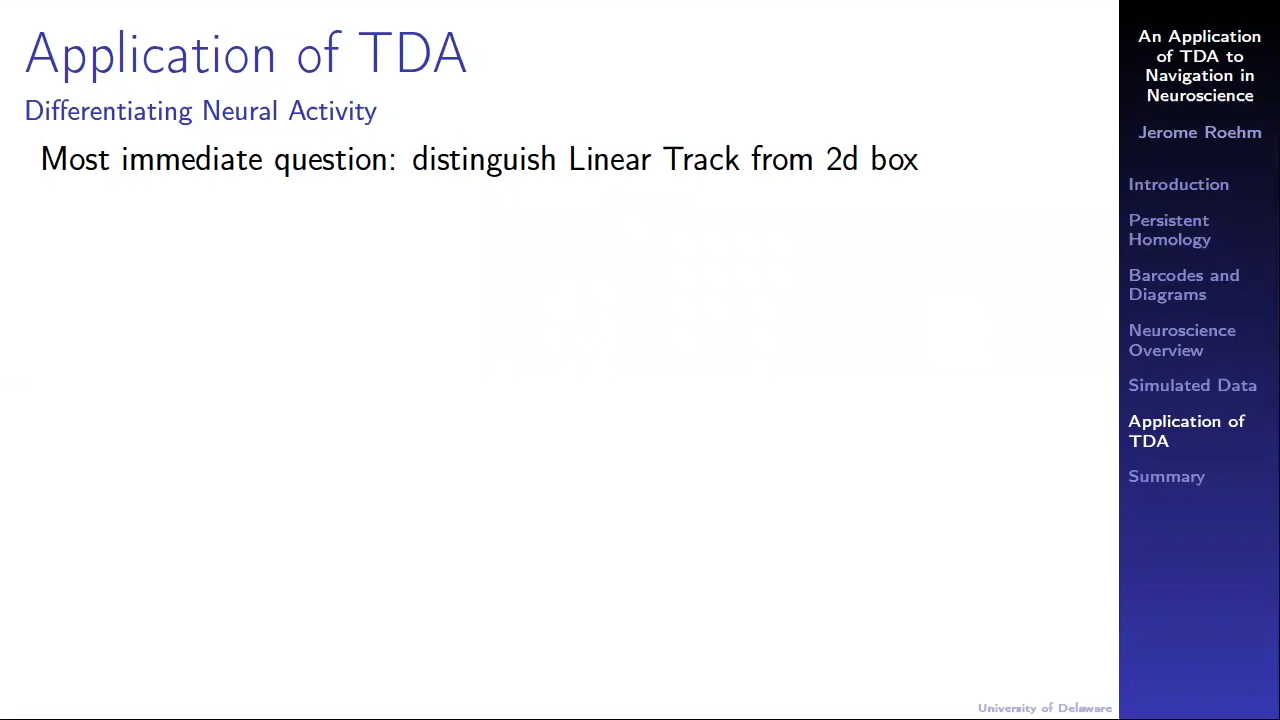 Application of TDA
Differentiating Neural Activity
Most immediate question: distinguish Linear Track from 2d box
An Application
of TDA to
Navigation in
Neuroscience
Jerome Roehm
Introduction
Persistent
Homology
Barcodes and
Diagrams
Neuroscience
Overview
Simulated Data
Application of
TDA
Summary
University of Delaware